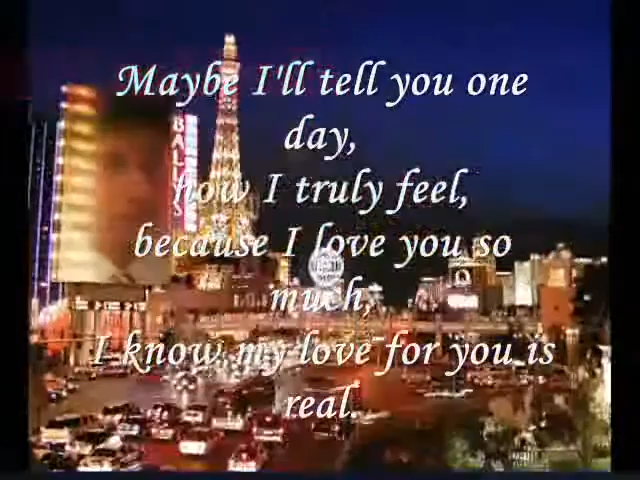 Maybe I'll tell you one
day,
how I truly feel,
because I love you so
much,
I know my love for you is
real.
BALLYS